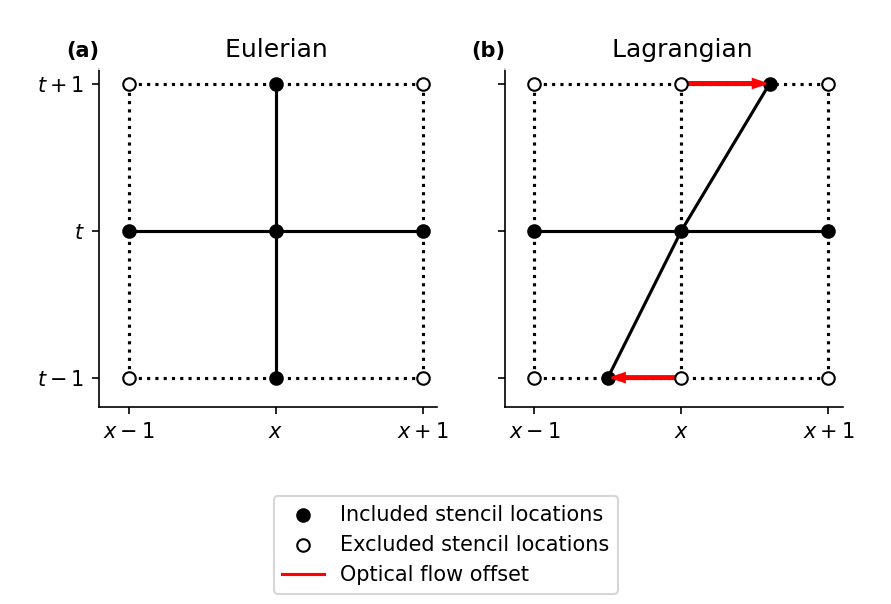 (a) Eulerian
(b) Lagrangian
t + 1
t
t − 1
x − 1 x x + 1
x − 1 x x + 1
Included stencil locations
Excluded stencil locations
Optical flow offset